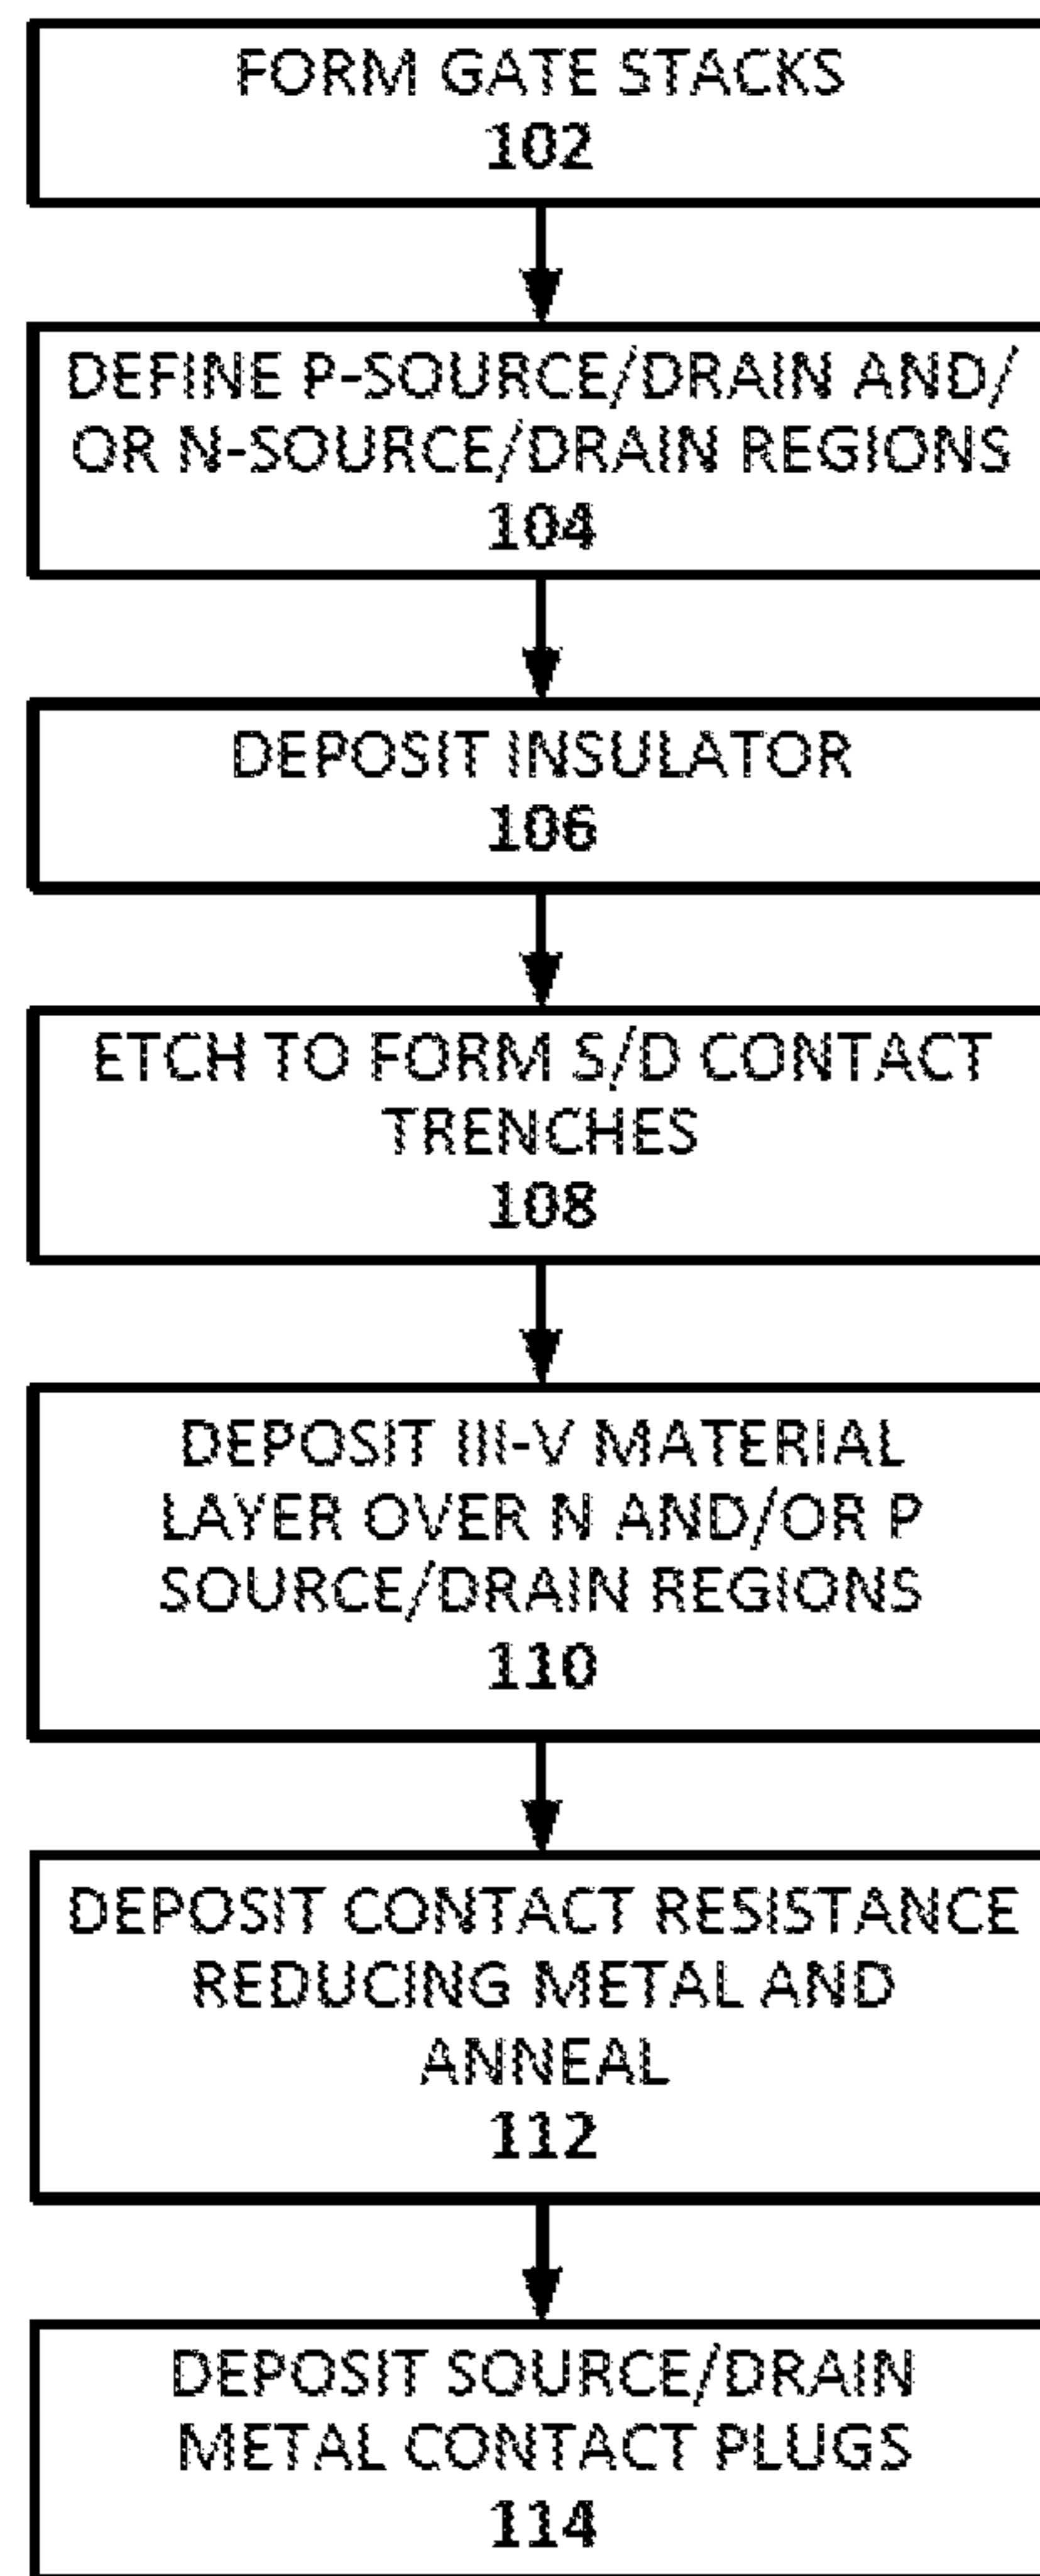 FORM GATE STACKS
102
DEFINE P-SOURCE/DRAIN AND/
OR N-SOURCE/DRAIN REGIONS
104
DEPOSIT INSULATOR
106
ETCH TO FORM S/D CONTACT
TRENCHES
108
DEPOSIT III-V MATERIAL
LAYER OVER N AND/OR P
SOURCE/DRAIN REGIONS
110
DEPOSIT CONTACT RESISTANCE
REDUCING METAL AND
ANNEAL
112
DEPOSIT SOURCE/DRAIN
METAL CONTACT PLUGS
114